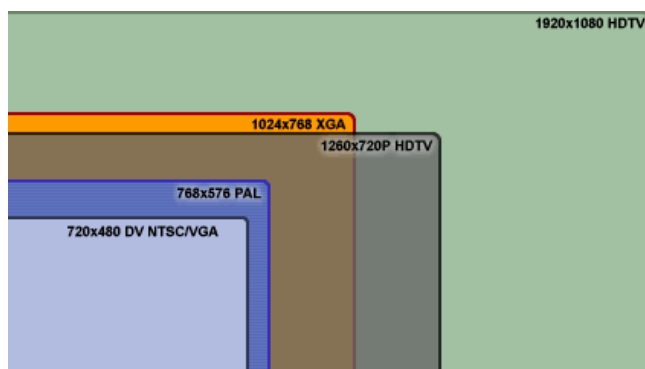 1920x1080 HDTV
1024x768 XGA
1260x720P HDTV
768x576 PAL
720x480 DV NTSC/VGA